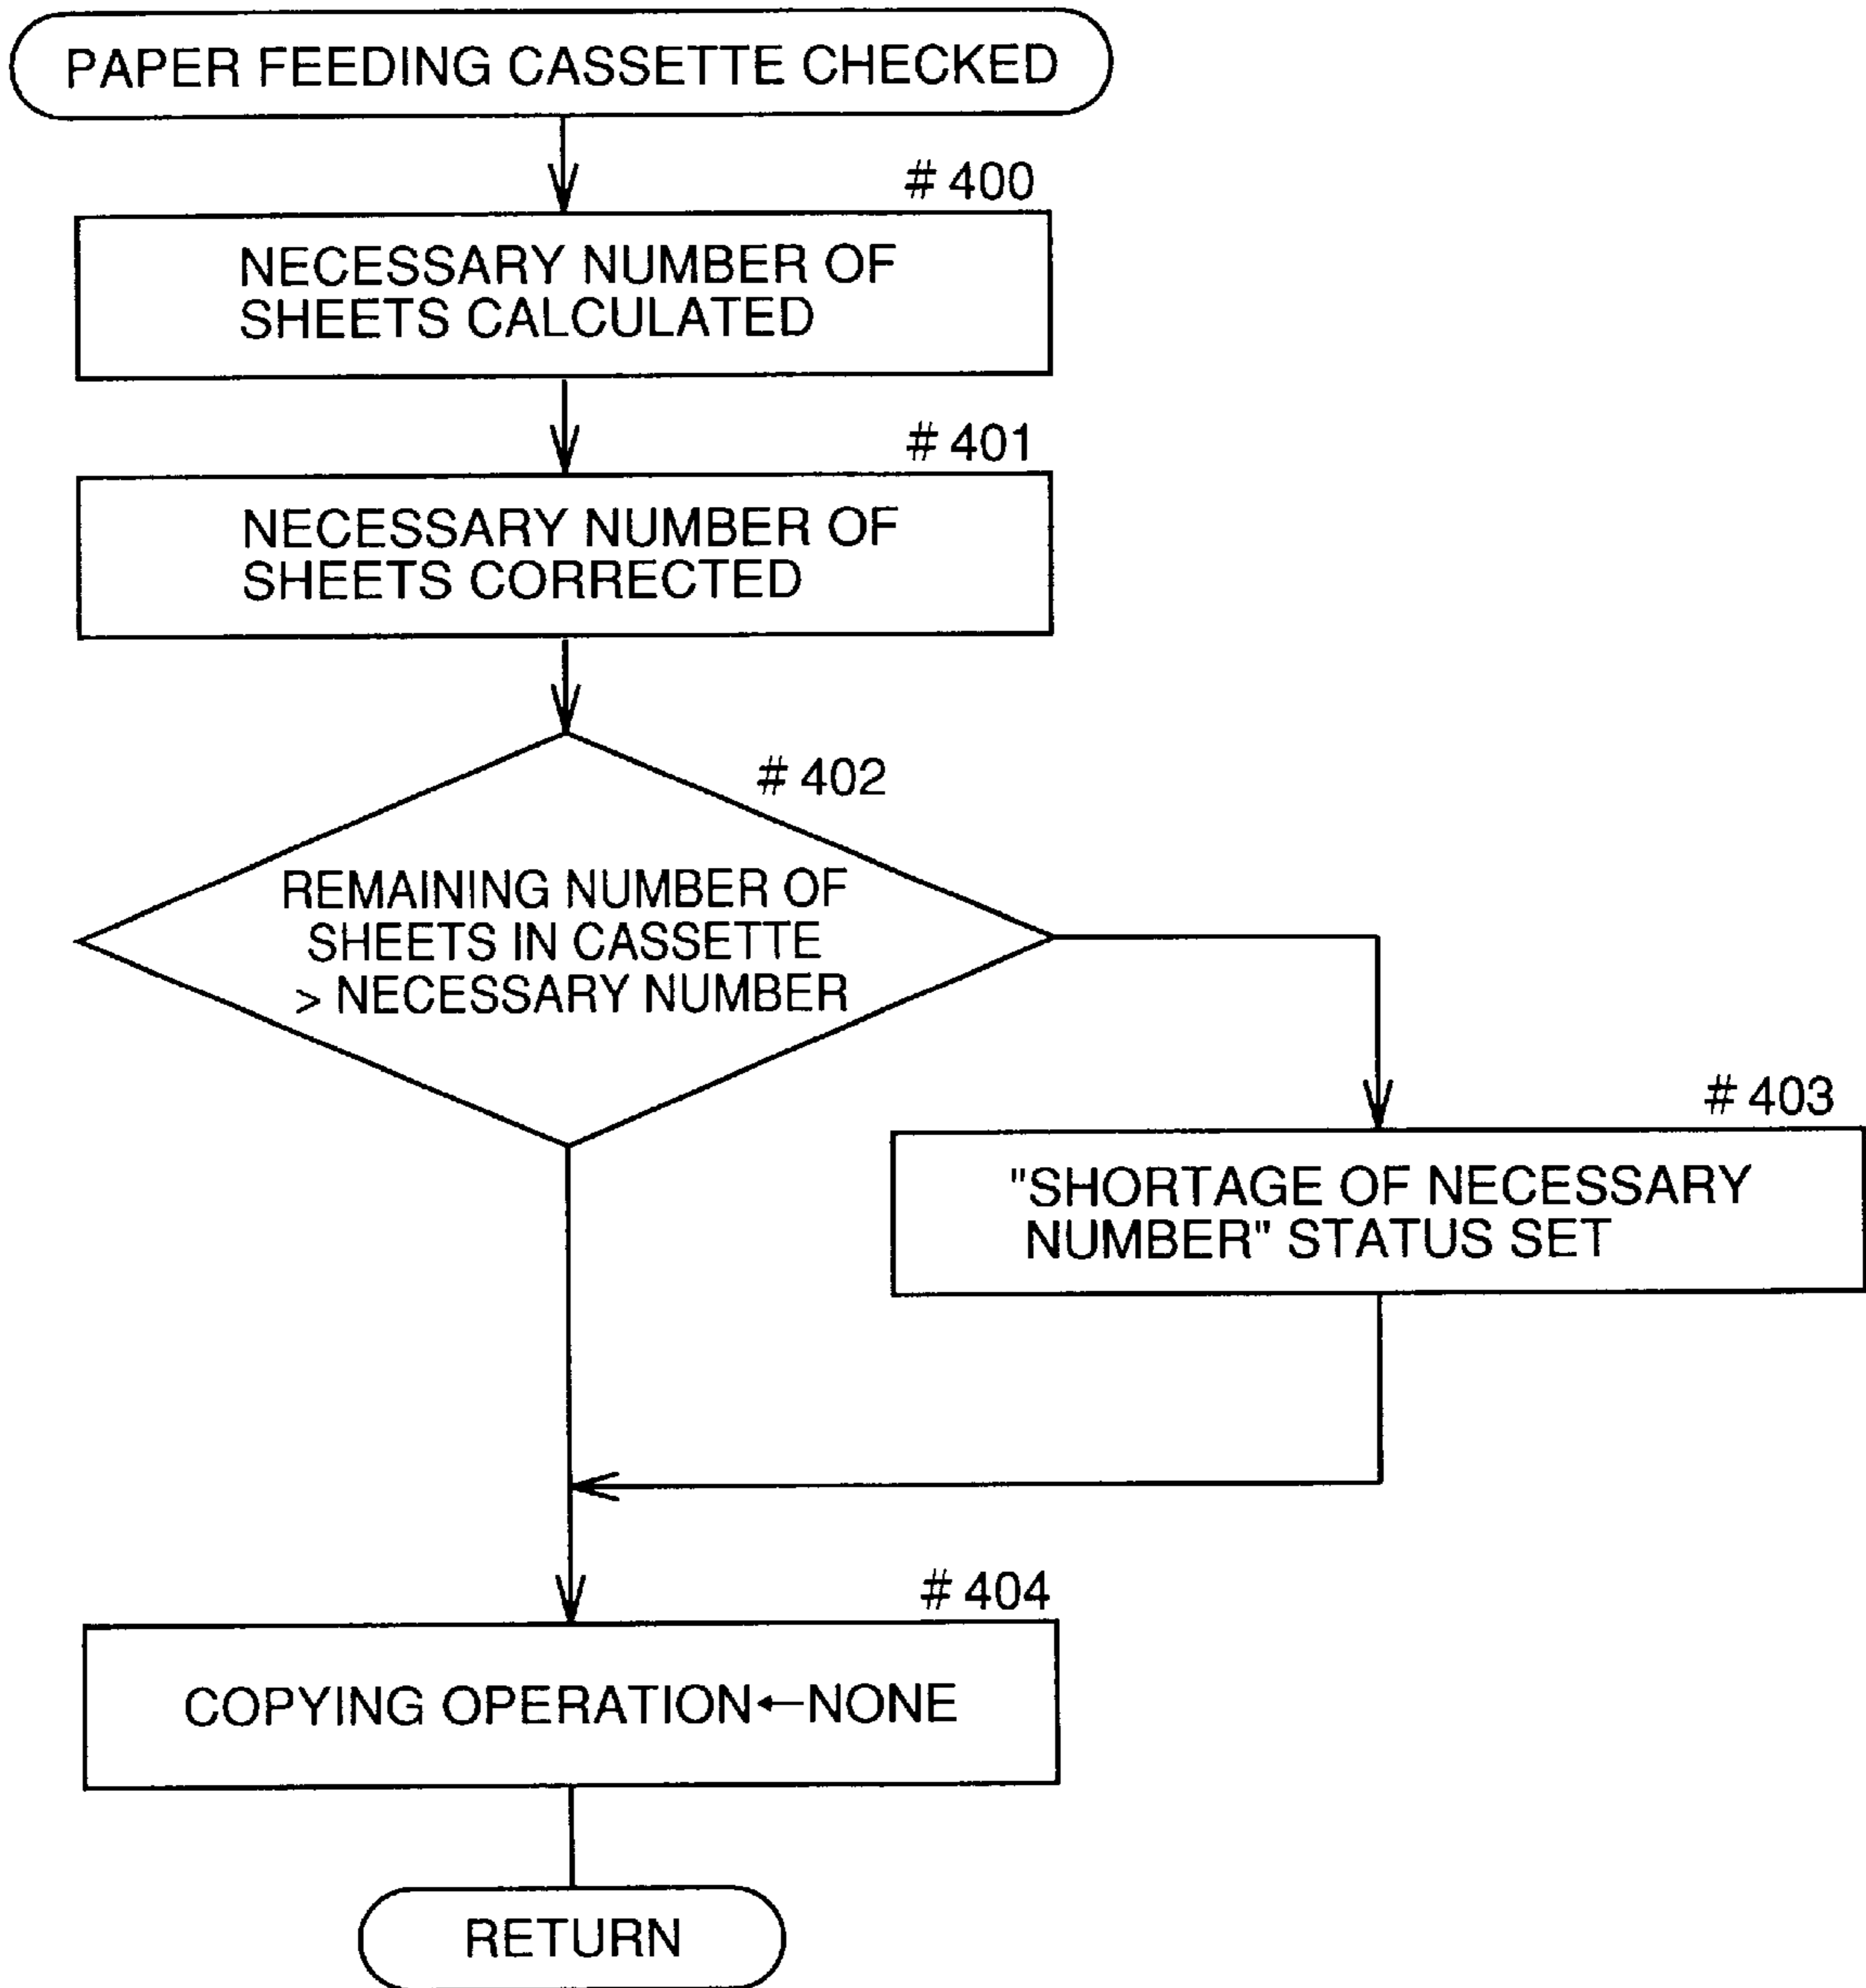 PAPER FEEDING CASSETTE CHECKED
# 400
NECESSARY NUMBER OF
SHEETS CALCULATED
# 401
NECESSARY NUMBER OF
SHEETS CORRECTED
# 402
REMAINING NUMBER OF
SHEETS IN CASSETTE
> NECESSARY NUMBER
# 403
"SHORTAGE OF NECESSARY
NUMBER" STATUS SET
# 404
COPYING OPERATION←NONE
RETURN